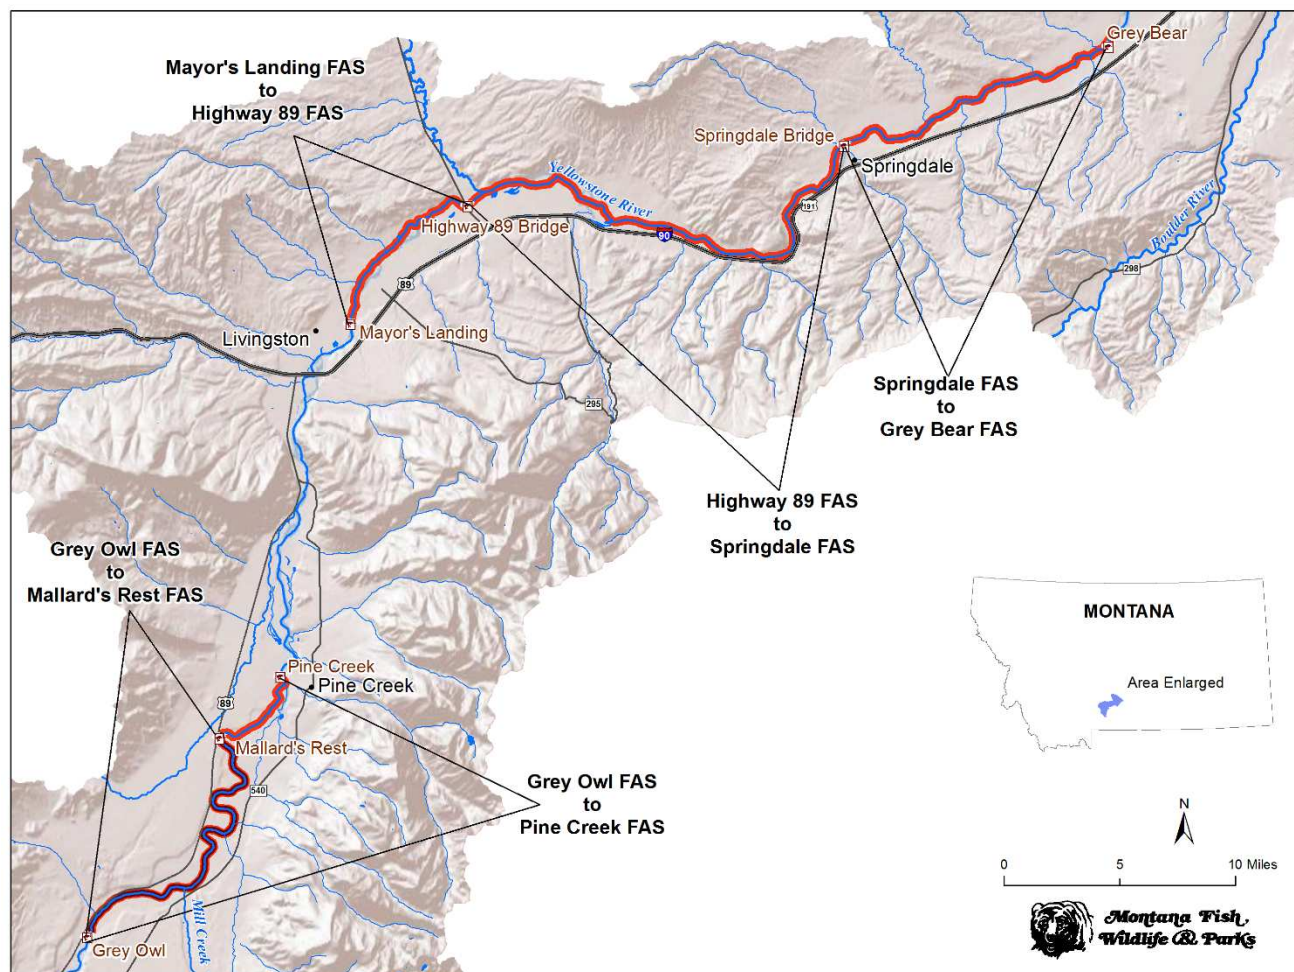 Grey Bear
Mayor's Landing FAS
to
Highway 89 FAS
Springdale Bridge
Springdale
Yellowstone River
191
Boulder River
Highway 89 Bridge
90
298
89
Livingston
Mayor's Landing
Springdale FAS
to
Grey Bear FAS
295
Highway 89 FAS
to
Springdale FAS
Grey Owl FAS
to
Mallard's Rest FAS
MONTANA
Pine Creek
Pine Creek
Area Enlarged
89
Mallard's Rest
540
Grey Owl FAS
to
Pine Creek FAS
N
0 5 10 Miles
Mill Creek
Grey Owl
Montana Fish,
Wildlife & Parks